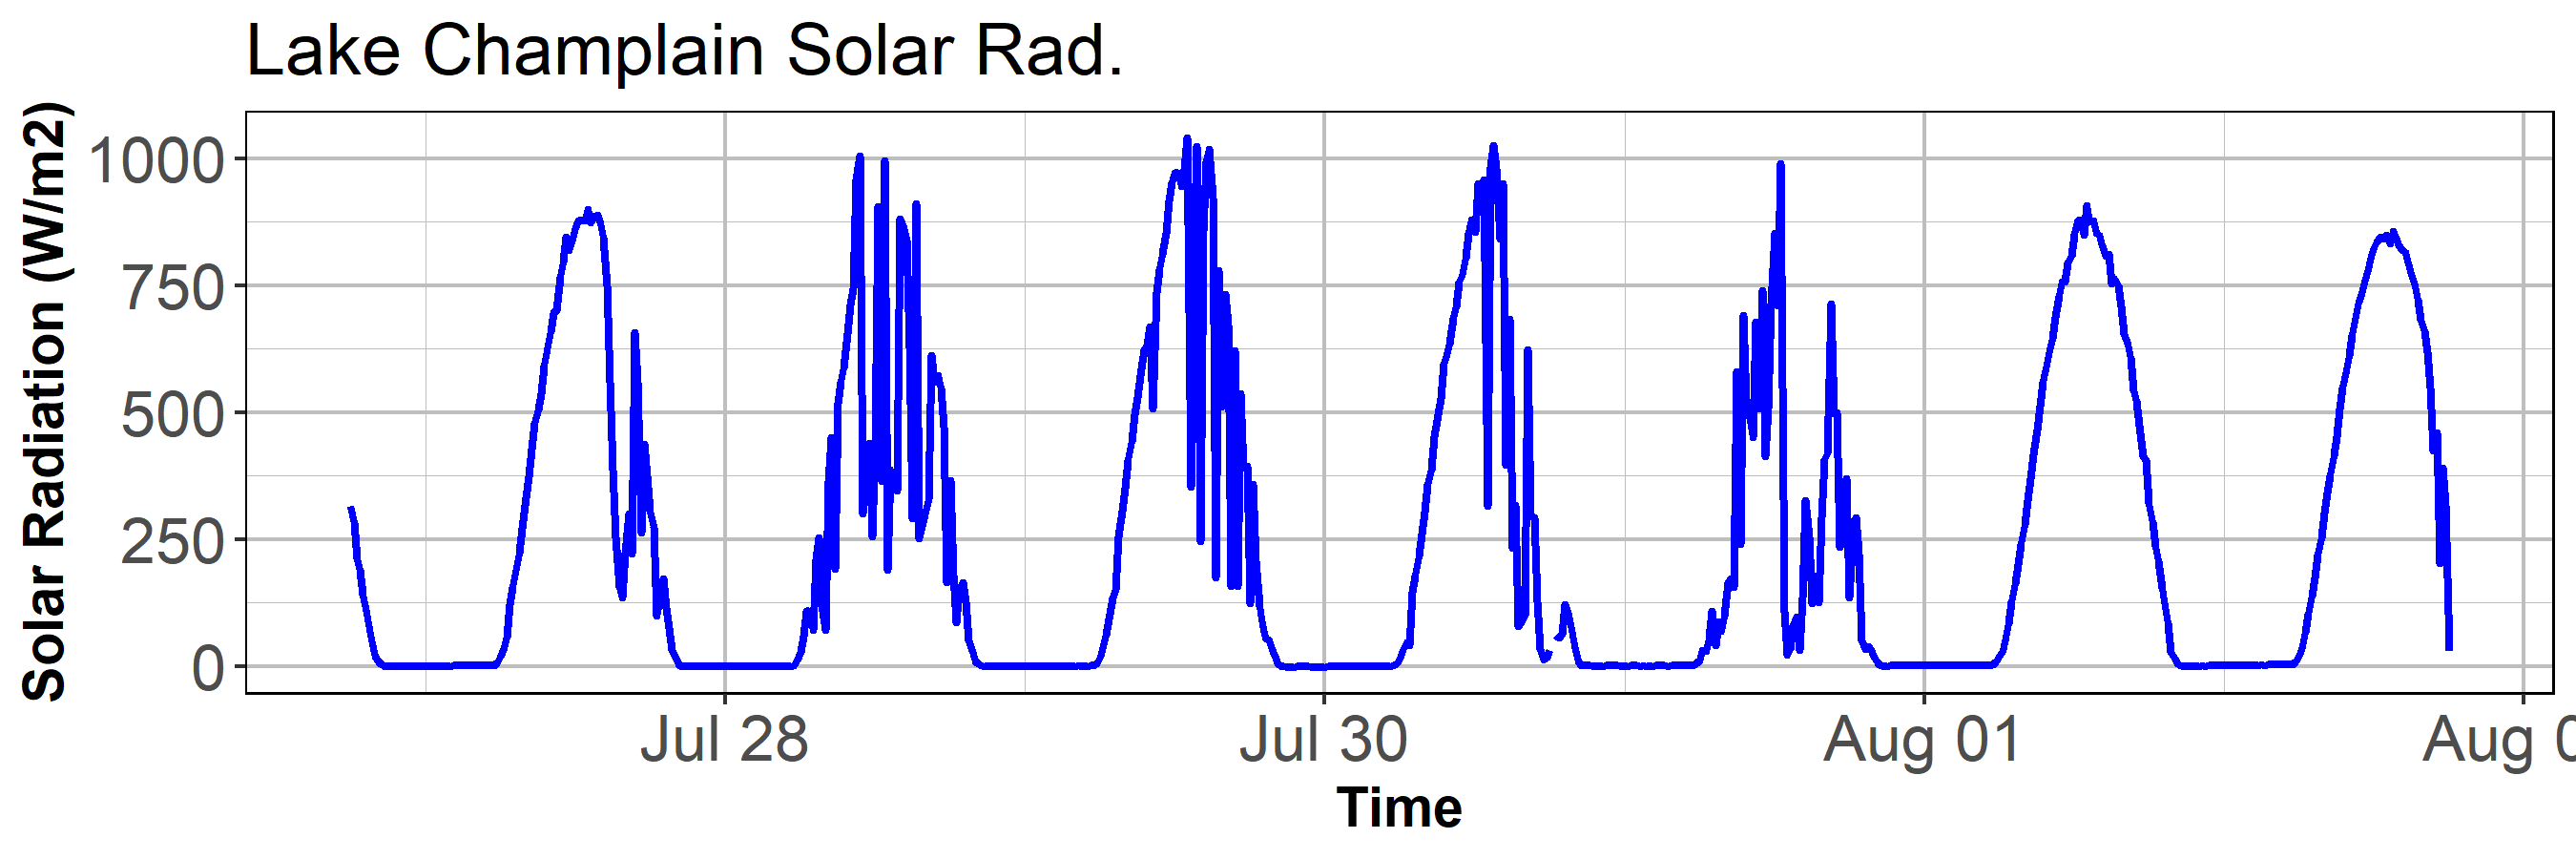 Lake Champlain Solar Rad.
Solar Radiation (W/m2)
1000
750
500
250
0
Jul 28 Jul 30 Aug 01 Aug
Time